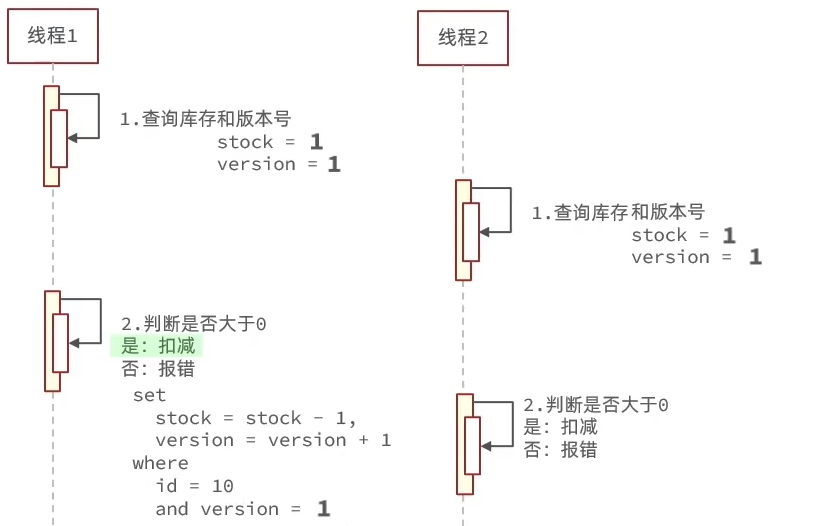 线程1
1.查询库存和版本号
stock = 1
version = 1
2.判断是否大于0
是: 扣减
否: 报错
set
stock = stock - 1,
version = version + 1
where
id = 10
and version = 1
线程2
1.查询库存和版本号
stock = 1
version = 1
2.判断是否大于0
是: 扣减
否: 报错